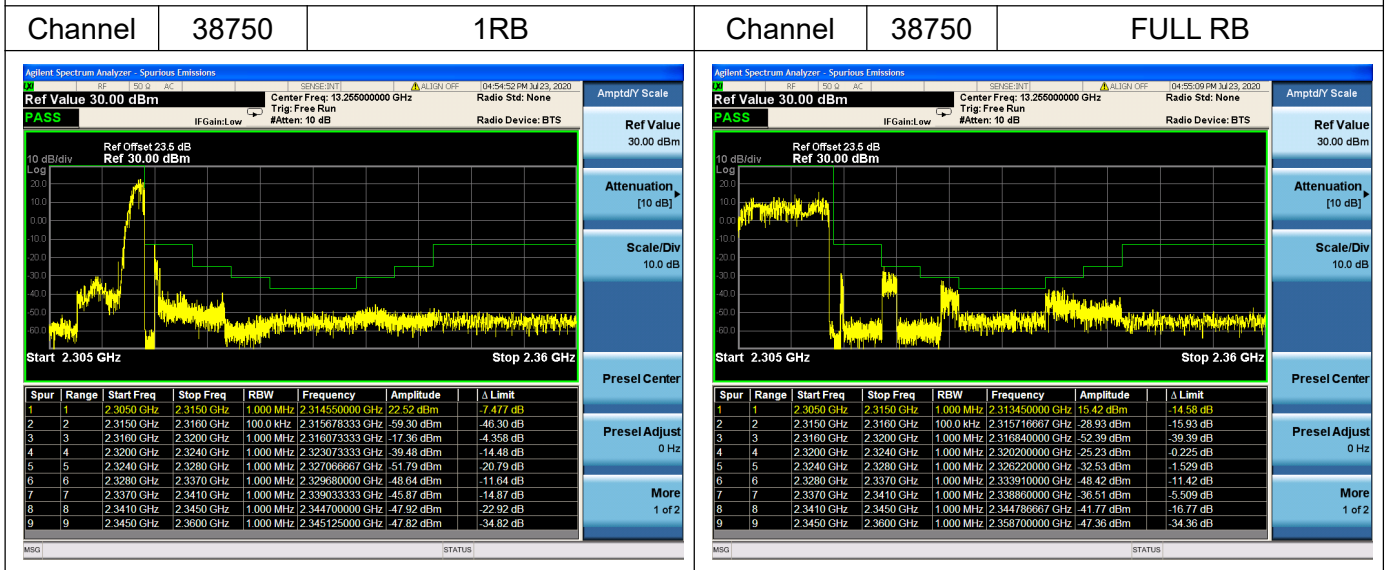 Channel 38750 1RB Channel 38750 FULL RB
Agilent Spectrum Analyzer - Spurious Emissions
RF 50 Ω AC SENSE:INT ALIGN OFF 04:54:52 PM Jul 23, 2020
Ref Value 30.00 dBm Center Freq: 13.255000000 GHz Radio Std: None
Trig: Free Run
PASS IFGain:Low #Atten: 10 dB Radio Device: BTS
Ref Offset 23.5 dB
10 dB/div Ref 30.00 dBm
Log
20.0
10.0
0.00
-10.0
-20.0
-30.0
-40.0
-50.0
-60.0
Start 2.305 GHz Stop 2.36 GHz
Spur Range Start Freq Stop Freq RBW Frequency Amplitude Δ Limit
1 1 2.3050 GHz 2.3150 GHz 1.000 MHz 2.314550000 GHz 22.52 dBm -7.477 dB
2 2 2.3150 GHz 2.3160 GHz 100.0 kHz 2.315678333 GHz -59.30 dBm -46.30 dB
3 3 2.3160 GHz 2.3200 GHz 1.000 MHz 2.316073333 GHz -17.36 dBm -4.358 dB
4 4 2.3200 GHz 2.3240 GHz 1.000 MHz 2.323073333 GHz -39.48 dBm -14.48 dB
5 5 2.3240 GHz 2.3280 GHz 1.000 MHz 2.327066667 GHz -51.79 dBm -20.79 dB
6 6 2.3280 GHz 2.3370 GHz 1.000 MHz 2.329680000 GHz -48.64 dBm -11.64 dB
7 7 2.3370 GHz 2.3410 GHz 1.000 MHz 2.339033333 GHz -45.87 dBm -14.87 dB
8 8 2.3410 GHz 2.3450 GHz 1.000 MHz 2.344700000 GHz -47.92 dBm -22.92 dB
9 9 2.3450 GHz 2.3600 GHz 1.000 MHz 2.345125000 GHz -47.82 dBm -34.82 dB
MSG STATUS
Amptd/Y Scale
Ref Value
30.00 dBm
Attenuation
[10 dB]
Scale/Div
10.0 dB
Presel Center
Presel Adjust
0 Hz
More
1 of 2
Agilent Spectrum Analyzer - Spurious Emissions
RF 50 Ω AC SENSE:INT ALIGN OFF 04:55:09 PM Jul 23, 2020
Ref Value 30.00 dBm Center Freq: 13.255000000 GHz Radio Std: None
Trig: Free Run
PASS IFGain:Low #Atten: 10 dB Radio Device: BTS
Ref Offset 23.5 dB
10 dB/div Ref 30.00 dBm
Log
20.0
10.0
0.00
-10.0
-20.0
-30.0
-40.0
-50.0
-60.0
Start 2.305 GHz Stop 2.36 GHz
Spur Range Start Freq Stop Freq RBW Frequency Amplitude Δ Limit
1 1 2.3050 GHz 2.3150 GHz 1.000 MHz 2.313450000 GHz 15.42 dBm -14.58 dB
2 2 2.3150 GHz 2.3160 GHz 100.0 kHz 2.315716667 GHz -28.93 dBm -15.93 dB
3 3 2.3160 GHz 2.3200 GHz 1.000 MHz 2.316840000 GHz -52.39 dBm -39.39 dB
4 4 2.3200 GHz 2.3240 GHz 1.000 MHz 2.320200000 GHz -25.23 dBm -0.225 dB
5 5 2.3240 GHz 2.3280 GHz 1.000 MHz 2.326220000 GHz -32.53 dBm -1.529 dB
6 6 2.3280 GHz 2.3370 GHz 1.000 MHz 2.333910000 GHz -48.42 dBm -11.42 dB
7 7 2.3370 GHz 2.3410 GHz 1.000 MHz 2.338860000 GHz -36.51 dBm -5.509 dB
8 8 2.3410 GHz 2.3450 GHz 1.000 MHz 2.344786667 GHz -41.77 dBm -16.77 dB
9 9 2.3450 GHz 2.3600 GHz 1.000 MHz 2.358700000 GHz -47.36 dBm -34.36 dB
MSG STATUS
Amptd/Y Scale
Ref Value
30.00 dBm
Attenuation
[10 dB]
Scale/Div
10.0 dB
Presel Center
Presel Adjust
0 Hz
More
1 of 2